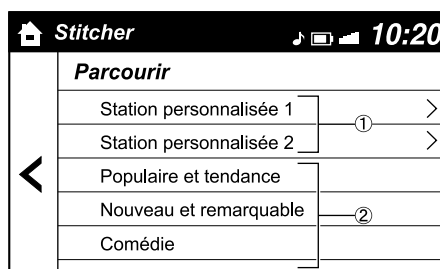 Stitcher 10:20
Parcourir
Station personnalisée 1
①
Station personnalisée 2
Populaire et tendance
Nouveau et remarquable ②
Comédie